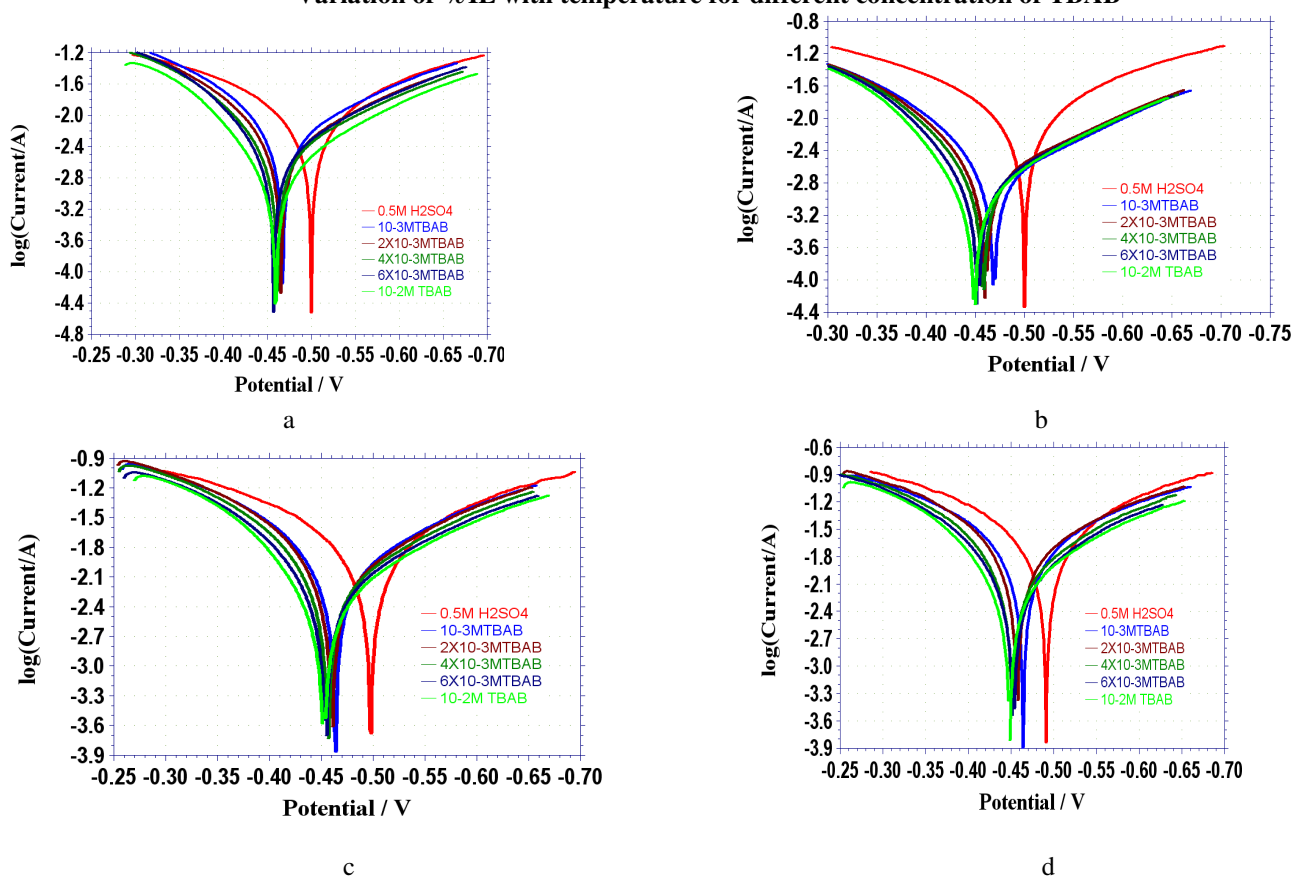 Variation of %IE with temperature for different concentration of TBAB
-1.2
-1.6
-2.0
-2.4
-2.8
-3.2
-3.6
-4.0
-4.4
-4.8
log(Current/A)
0.5M H2SO4
10-3MTBAB
2X10-3MTBAB
4X10-3MTBAB
6X10-3MTBAB
10-2M TBAB
-0.25 -0.30 -0.35 -0.40 -0.45 -0.50 -0.55 -0.60 -0.65 -0.70
Potential / V
a
-0.8
-1.2
-1.6
-2.0
-2.4
-2.8
-3.2
-3.6
-4.0
-4.4
log(Current/A)
0.5M H2SO4
10-3MTBAB
2X10-3MTBAB
4X10-3MTBAB
6X10-3MTBAB
10-2M TBAB
-0.30 -0.35 -0.40 -0.45 -0.50 -0.55 -0.60 -0.65 -0.70 -0.75
Potential / V
b
-0.9
-1.2
-1.5
-1.8
-2.1
-2.4
-2.7
-3.0
-3.3
-3.6
-3.9
log(Current/A)
0.5M H2SO4
10-3MTBAB
2X10-3MTBAB
4X10-3MTBAB
6X10-3MTBAB
10-2M TBAB
-0.25 -0.30 -0.35 -0.40 -0.45 -0.50 -0.55 -0.60 -0.65 -0.70
Potential / V
c
-0.6
-0.9
-1.2
-1.5
-1.8
-2.1
-2.4
-2.7
-3.0
-3.3
-3.6
-3.9
log(Current/A)
0.5M H2SO4
10-3MTBAB
2X10-3MTBAB
4X10-3MTBAB
6X10-3MTBAB
10-2M TBAB
-0.25 -0.30 -0.35 -0.40 -0.45 -0.50 -0.55 -0.60 -0.65 -0.70
Potential / V
d